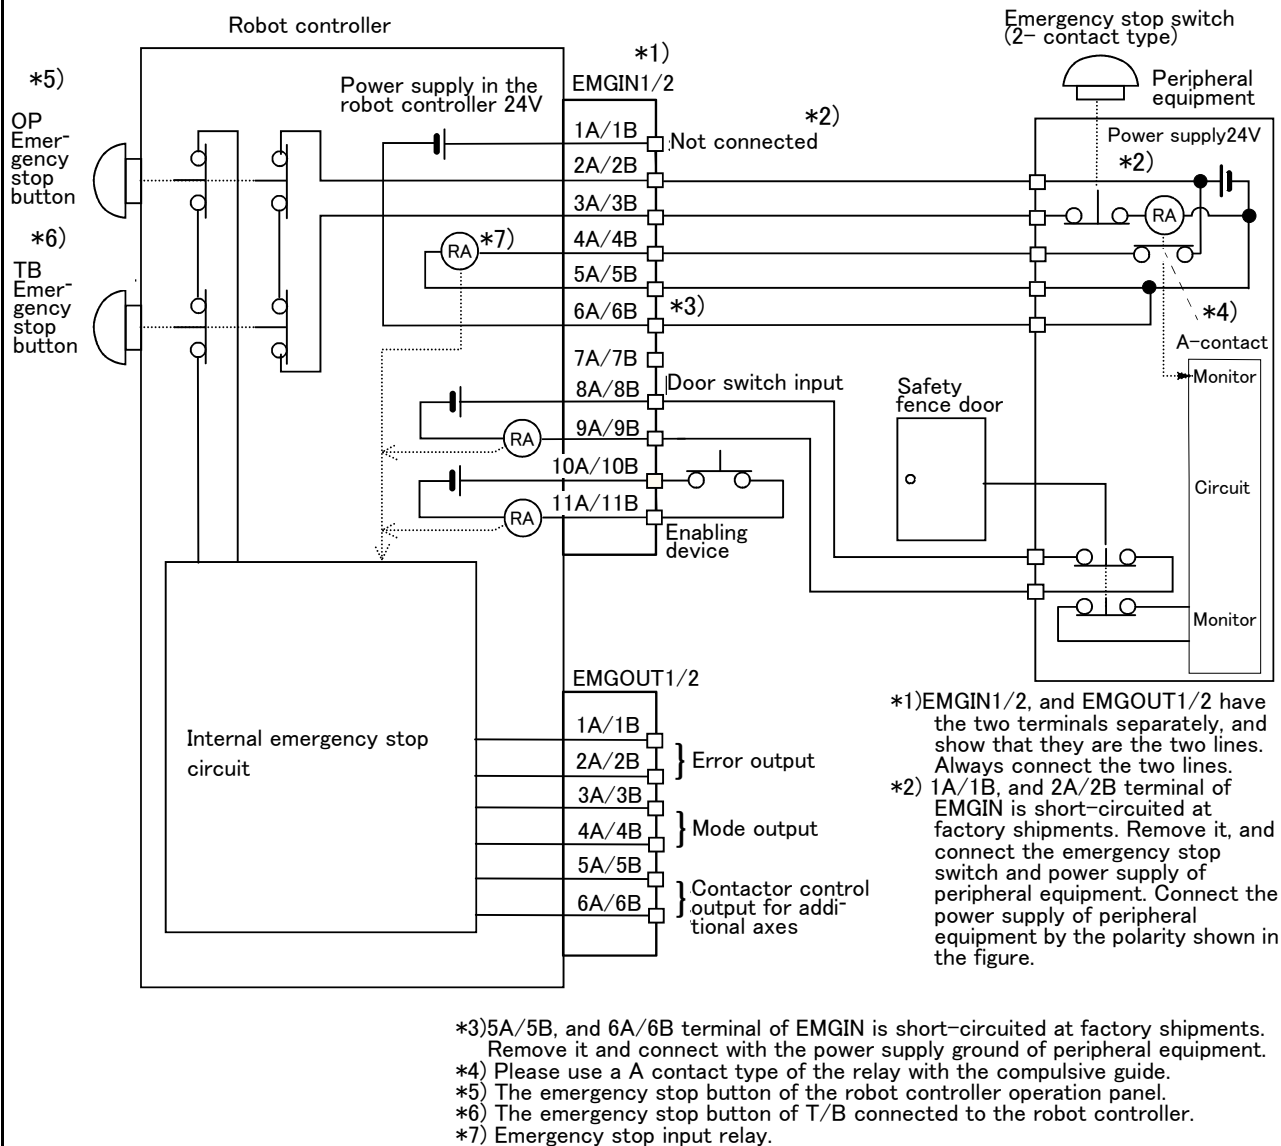 Robot controller
Emergency stop switch
(2- contact type)
*1)
*5)
Power supply in the
robot controller 24V
EMGIN1/2
Peripheral
equipment
*2)
OP
Emer-
gency
stop
button
1A/1B
Not connected
Power supply24V
*2)
2A/2B
3A/3B
RA
*6)
RA
*7)
4A/4B
TB
Emer-
gency
stop
button
5A/5B
6A/6B
*3)
*4)
A-contact
7A/7B
8A/8B
Door switch input
Safety
fence door
Monitor
9A/9B
RA
10A/10B
Circuit
11A/11B
RA
Enabling
device
Monitor
EMGOUT1/2
Internal emergency stop
circuit
1A/1B
2A/2B
Error output
3A/3B
4A/4B
Mode output
5A/5B
6A/6B
Contactor control
output for addi-
tional axes
*1)EMGIN1/2, and EMGOUT1/2 have
the two terminals separately, and
show that they are the two lines.
Always connect the two lines.
*2) 1A/1B, and 2A/2B terminal of
EMGIN is short-circuited at
factory shipments. Remove it, and
connect the emergency stop
switch and power supply of
peripheral equipment. Connect the
power supply of peripheral
equipment by the polarity shown in
the figure.
*3)5A/5B, and 6A/6B terminal of EMGIN is short-circuited at factory shipments.
Remove it and connect with the power supply ground of peripheral equipment.
*4) Please use a A contact type of the relay with the compulsive guide.
*5) The emergency stop button of the robot controller operation panel.
*6) The emergency stop button of T/B connected to the robot controller.
*7) Emergency stop input relay.